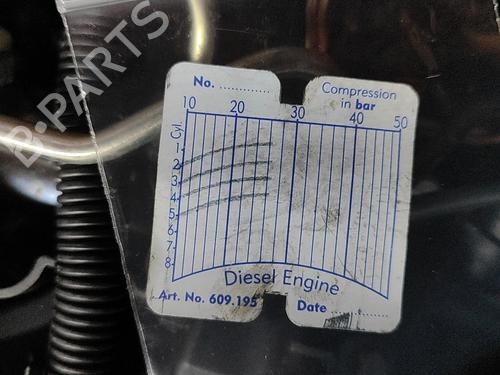 B-PARTS
No. ..............
Compression
in bar
10 20 30 40 50
Cyl.
1
2
3
4
5
6
7
8
Diesel Engine
Art. No. 609.195
Date ..............